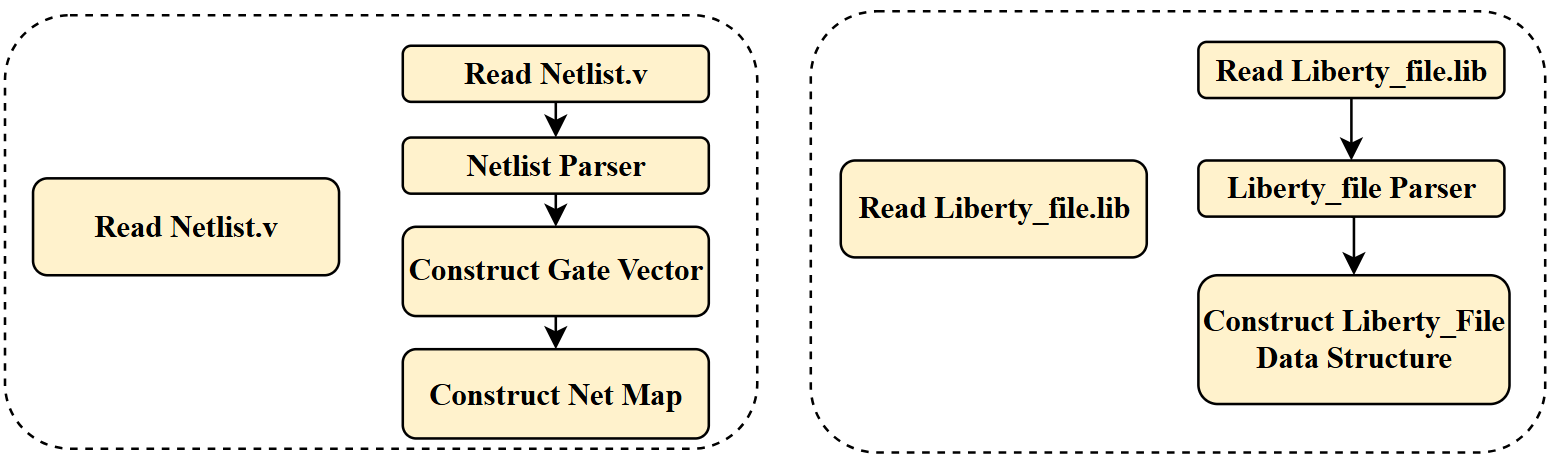 Read Netlist.v
Read Netlist.v
Netlist Parser
Construct Gate Vector
Construct Net Map
Read Liberty_file.lib
Read Liberty_file.lib
Liberty_file Parser
Construct Liberty_File
Data Structure